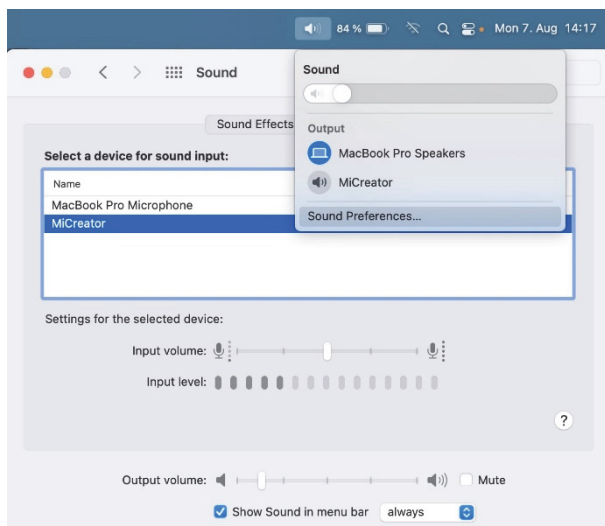 84 % Mon 7. Aug 14:17
Sound
Sound
Sound Effects
Output
MacBook Pro Speakers
MiCreator
Sound Preferences...
Select a device for sound input:
Name
MacBook Pro Microphone
MiCreator
Settings for the selected device:
Input volume:
Input level:
?
Output volume: Mute
Show Sound in menu bar always